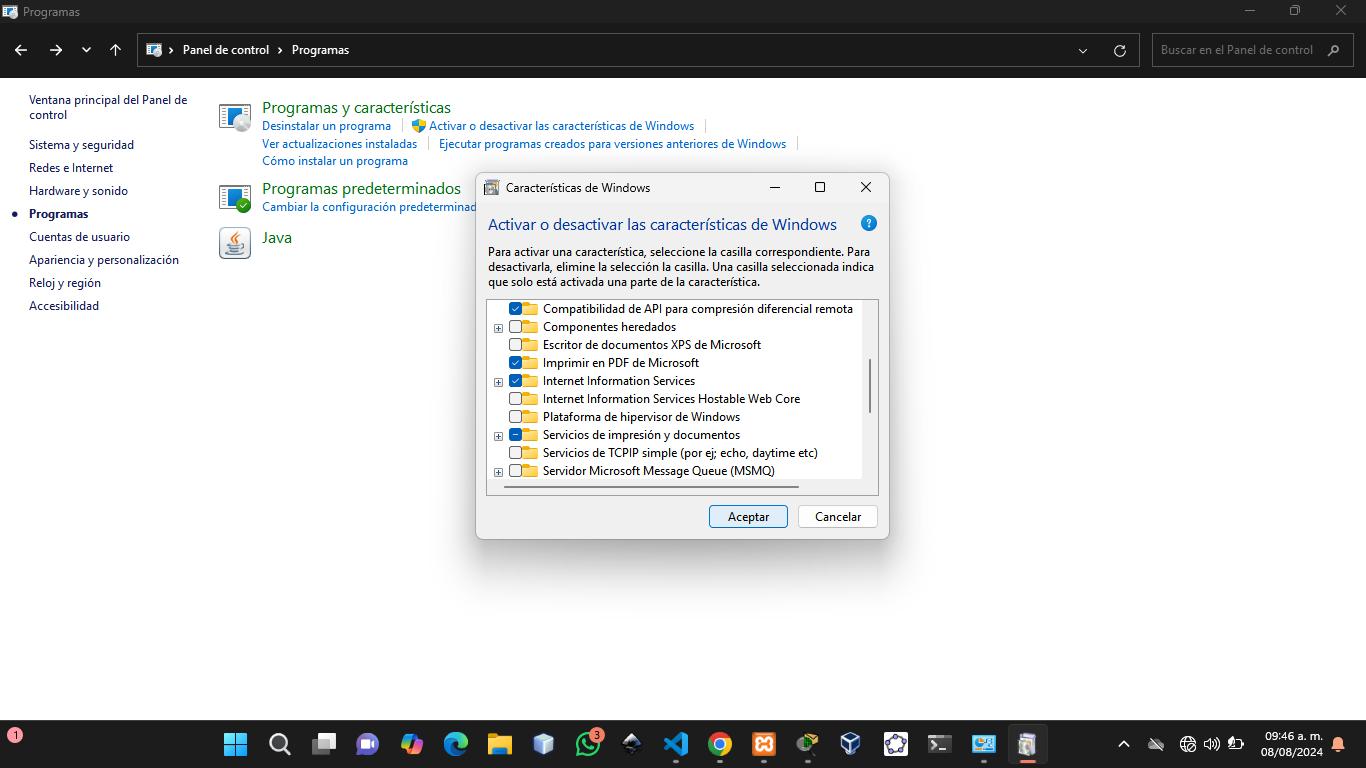 Programas
Panel de control
Programas
Buscar en el Panel de control
Ventana principal del Panel de
control
Sistema y seguridad
Redes e Internet
Hardware y sonido
Programas
Cuentas de usuario
Apariencia y personalización
Reloj y región
Accesibilidad
Programas y características
Desinstalar un programa
Activar o desactivar las características de Windows
Ver actualizaciones instaladas
Ejecutar programas creados para versiones anteriores de Windows
Cómo instalar un programa
Programas predeterminados
Cambiar la configuración predeterminad
Java
Características de Windows
Activar o desactivar las características de Windows
?
Para activar una característica, seleccione la casilla correspondiente. Para
desactivarla, elimine la selección la casilla. Una casilla seleccionada indica
que solo está activada una parte de la característica.
Compatibilidad de API para compresión diferencial remota
Componentes heredados
Escritor de documentos XPS de Microsoft
Imprimir en PDF de Microsoft
Internet Information Services
Internet Information Services Hostable Web Core
Plataforma de hipervisor de Windows
Servicios de impresión y documentos
Servicios de TCPIP simple (por ej; echo, daytime etc)
Servidor Microsoft Message Queue (MSMQ)
Aceptar
Cancelar
1
3
09:46 a. m.
08/08/2024